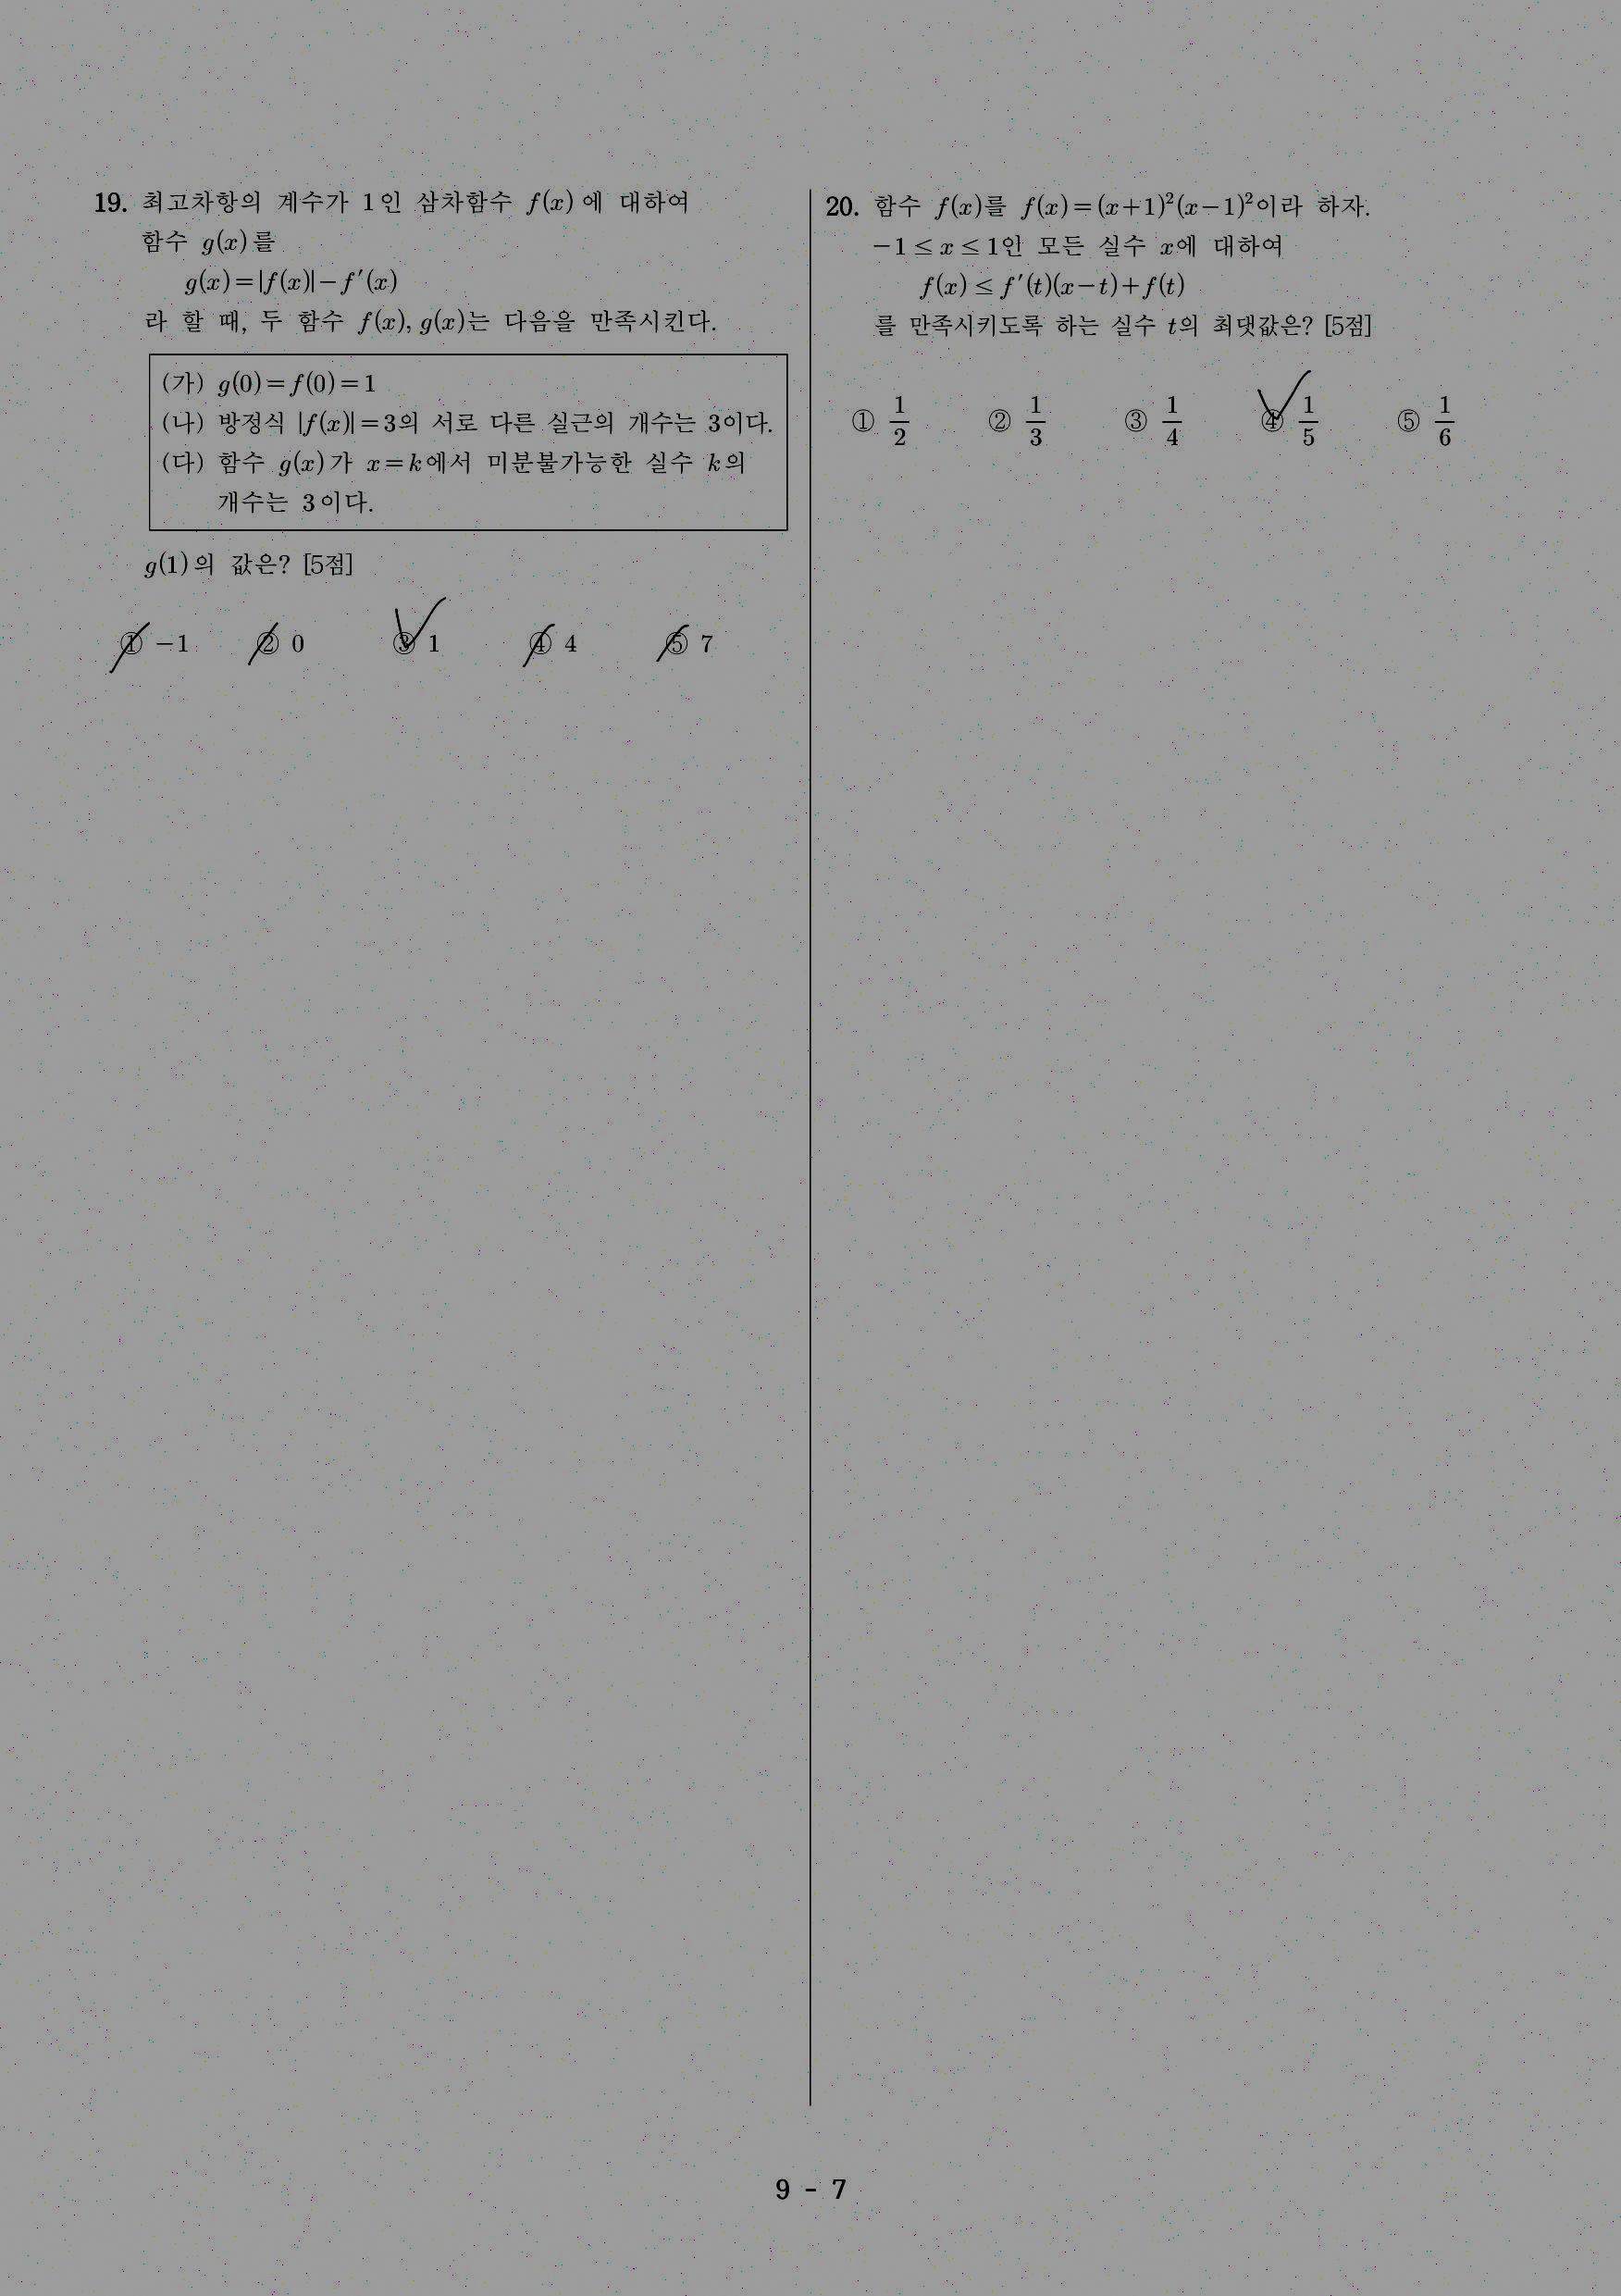 19. 최고차항의 계수가 1인 삼차함수 f(x)에 대하여
함수 g(x)를
g(x)=|f(x)|−f′(x)
라 할 때, 두 함수 f(x), g(x)는 다음을 만족시킨다.
(가) g(0)=f(0)=1
(나) 방정식 |f(x)|=3의 서로 다른 실근의 개수는 3이다.
(다) 함수 g(x)가 x=k에서 미분불가능한 실수 k의
개수는 3이다.
g(1)의 값은? [5점]
① −1 ② 0 ③ 1 ④ 4 ⑤ 7
20. 함수 f(x)를 f(x)=(x+1)²(x−1)²이라 하자.
−1≤x≤1인 모든 실수 x에 대하여
f(x)≤f′(t)(x−t)+f(t)
를 만족시키도록 하는 실수 t의 최댓값은? [5점]
① 1/2 ② 1/3 ③ 1/4 ④ 1/5 ⑤ 1/6
9 - 7